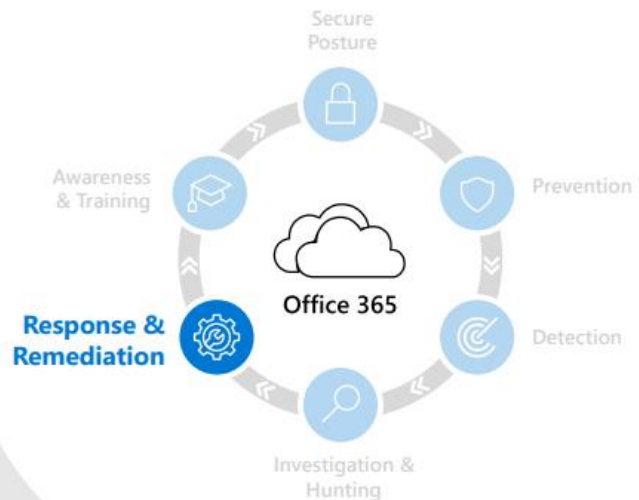 Secure
Posture
Prevention
Detection
Investigation &
Hunting
Response &
Remediation
Awareness
& Training
Office 365